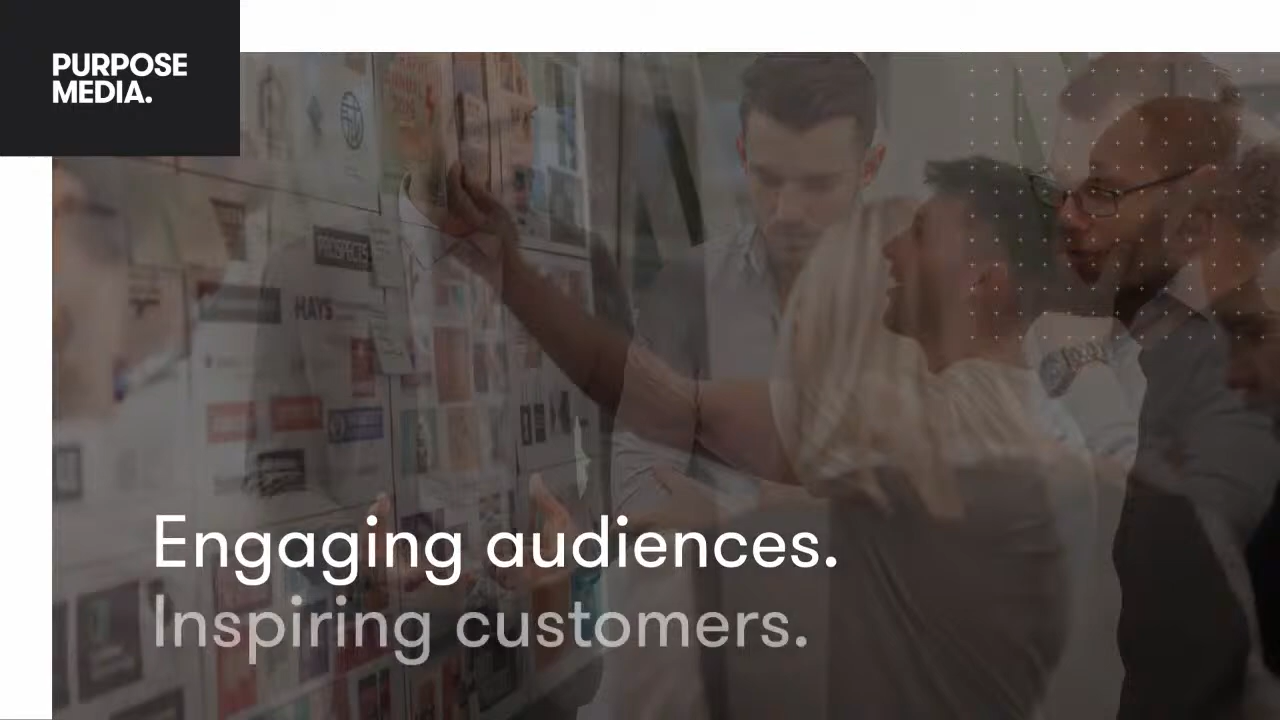 PURPOSE
MEDIA.
PROSPECTS
HAYS
Engaging audiences.
Inspiring customers.